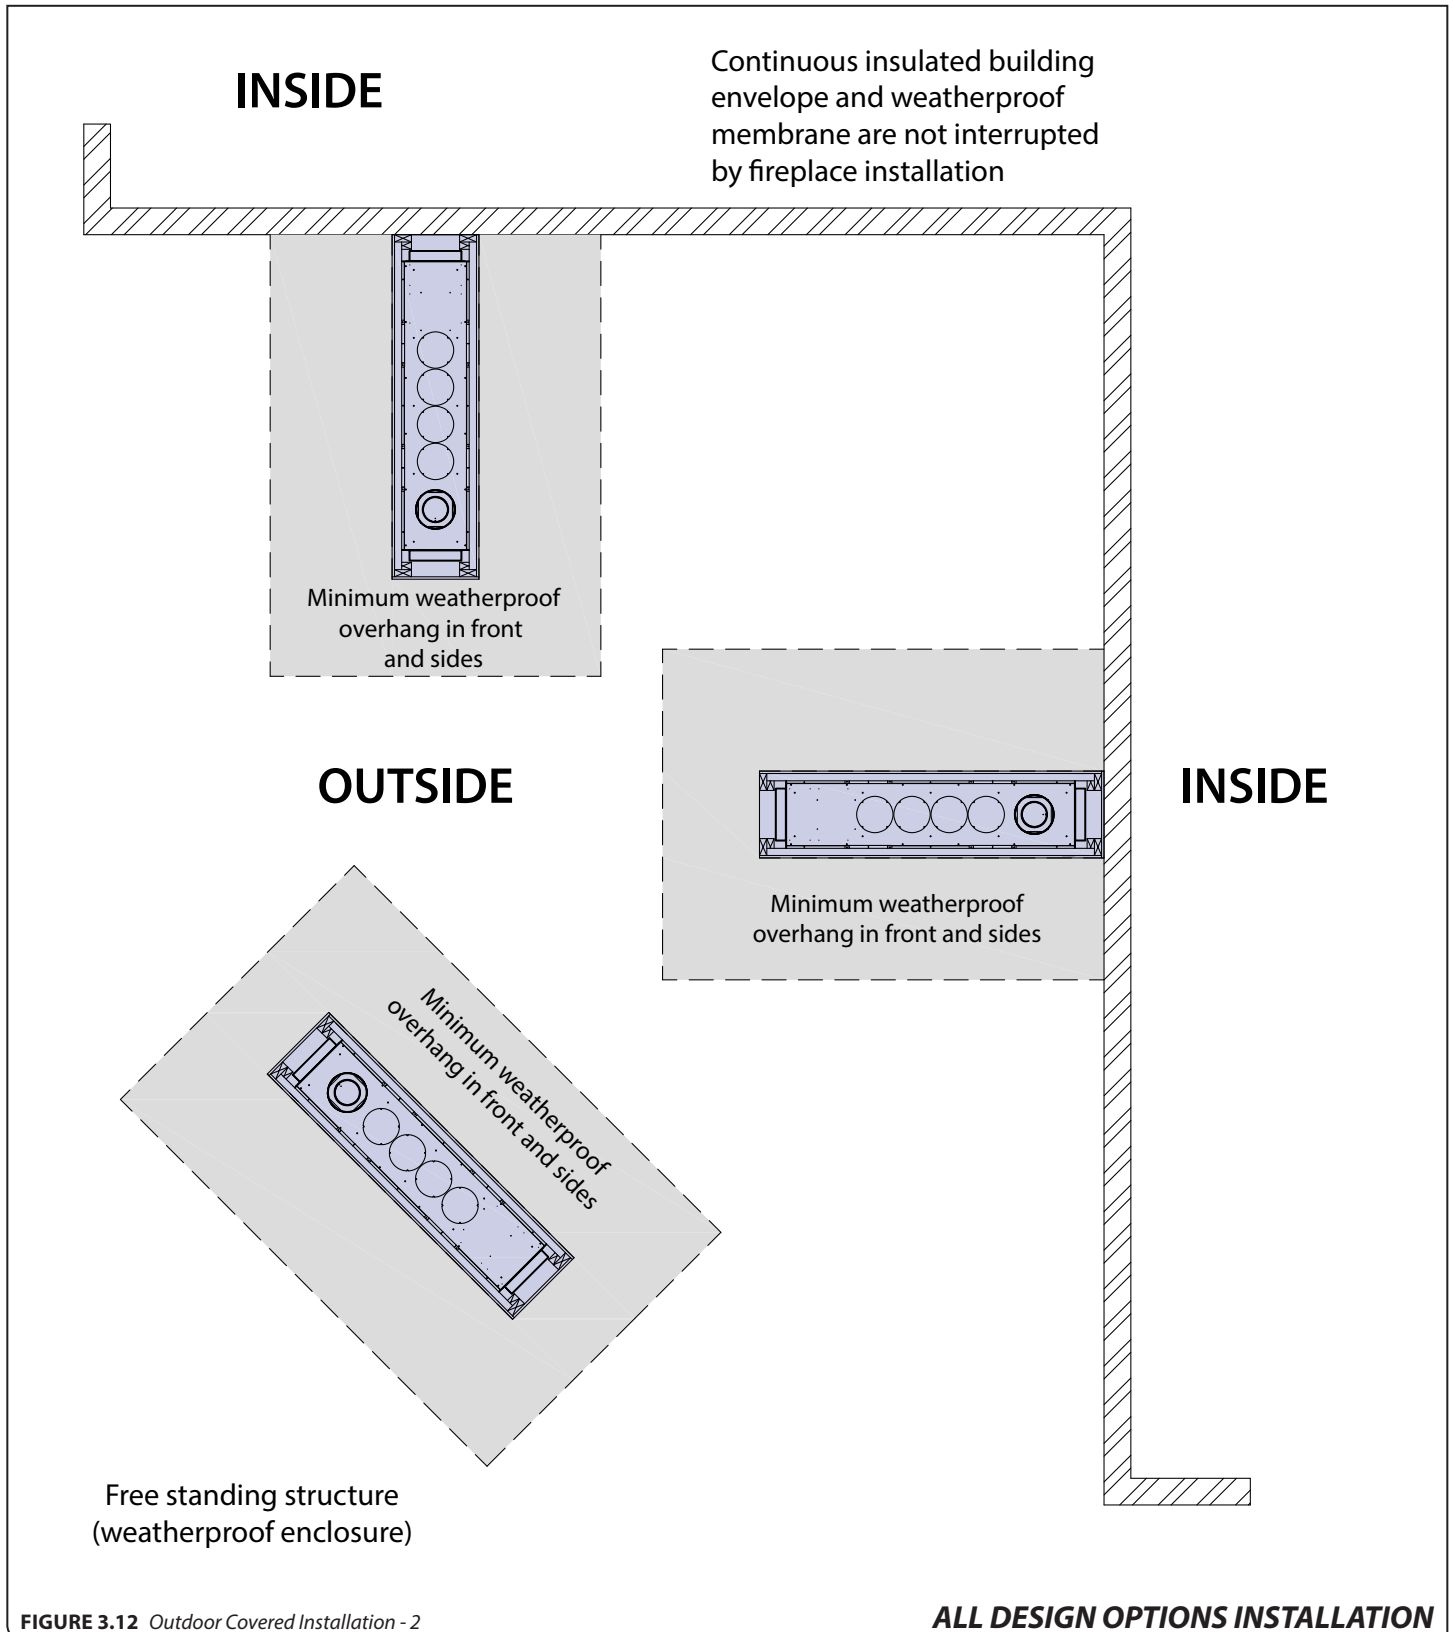 INSIDE
Continuous insulated building
envelope and weatherproof
membrane are not interrupted
by fireplace installation
Minimum weatherproof
overhang in front
and sides
OUTSIDE
INSIDE
Minimum weatherproof
overhang in front and sides
Minimum weatherproof
overhang in front and sides
Free standing structure
(weatherproof enclosure)
FIGURE 3.12 Outdoor Covered Installation - 2
ALL DESIGN OPTIONS INSTALLATION